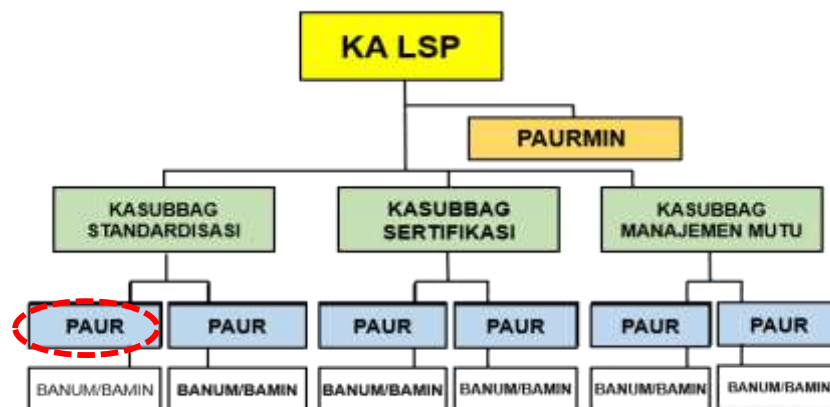 KA LSP
PAURMIN
KASUBBAG
STANDARDISASI
KASUBBAG
SERTIFIKASI
KASUBBAG
MANAJEMEN MUTU
PAUR
PAUR
PAUR
PAUR
PAUR
PAUR
BANUM/BAMIN
BANUM/BAMIN
BANUM/BAMIN
BANUM/BAMIN
BANUM/BAMIN
BANUM/BAMIN